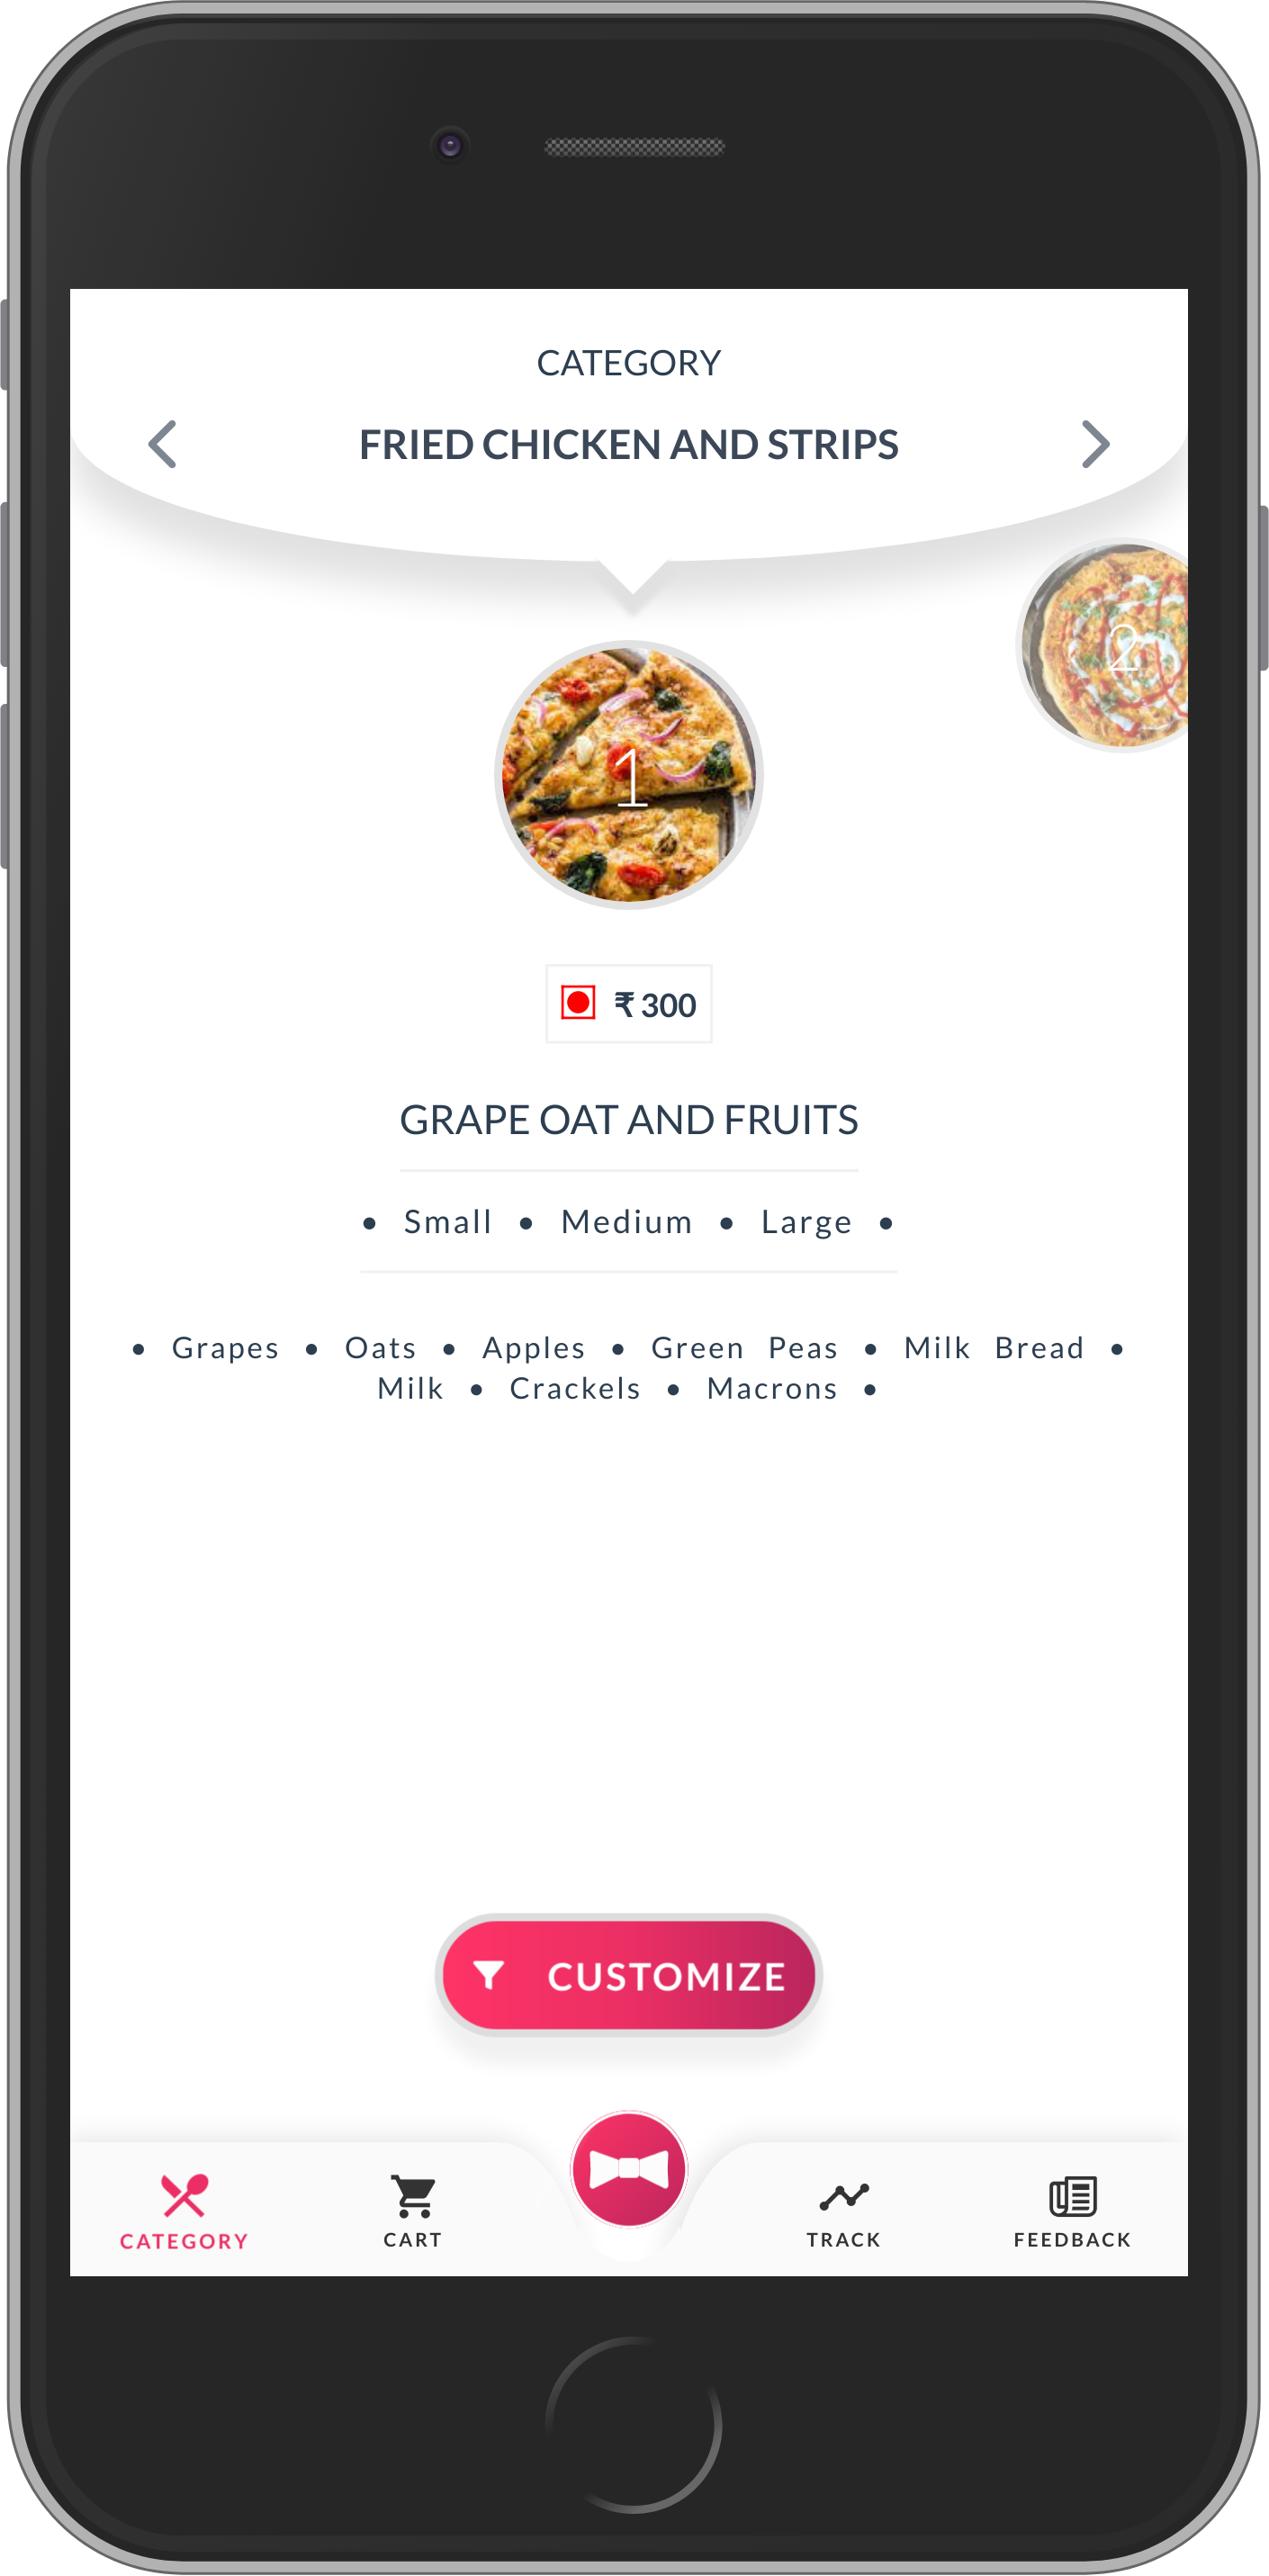 CATEGORY
FRIED CHICKEN AND STRIPS
2
1
₹ 300
GRAPE OAT AND FRUITS
• Small • Medium • Large •
• Grapes • Oats • Apples • Green Peas • Milk Bread •
Milk • Crackels • Macrons •
CUSTOMIZE
CATEGORY
CART
TRACK
FEEDBACK